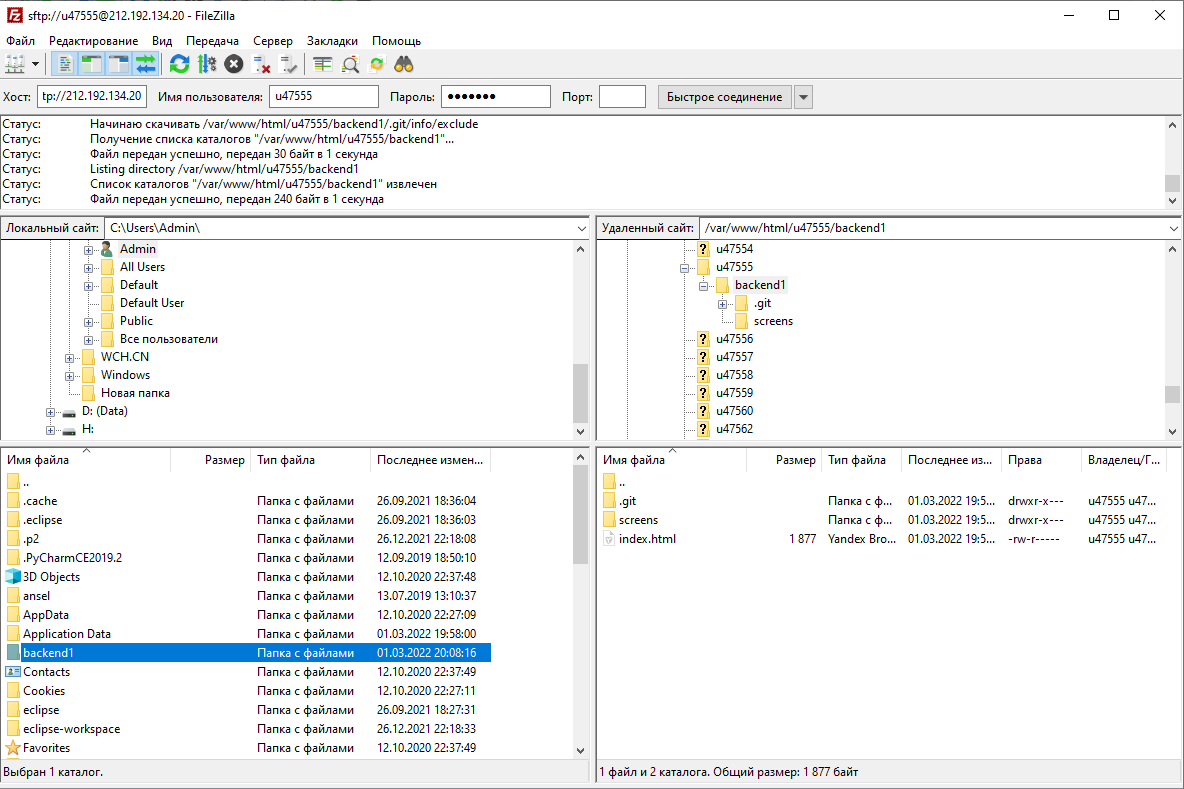 sftp://u47555@212.192.134.20 - FileZilla
Файл Редактирование Вид Передача Сервер Закладки Помощь
Хост: tp://212.192.134.20 Имя пользователя: u47555 Пароль: ●●●●●●● Порт: Быстрое соединение
Статус: Начинаю скачивать /var/www/html/u47555/backend1/.git/info/exclude
Статус: Получение списка каталогов "/var/www/html/u47555/backend1"...
Статус: Файл передан успешно, передан 30 байт в 1 секунда
Статус: Listing directory /var/www/html/u47555/backend1
Статус: Список каталогов "/var/www/html/u47555/backend1" извлечен
Статус: Файл передан успешно, передан 240 байт в 1 секунда
Локальный сайт: C:\Users\Admin\
Admin
All Users
Default
Default User
Public
Все пользователи
WCH.CN
Windows
Новая папка
D: (Data)
H:
Удаленный сайт: /var/www/html/u47555/backend1
u47554
u47555
backend1
.git
screens
u47556
u47557
u47558
u47559
u47560
u47562
Имя файла Размер Тип файла Последнее измен...
..
.cache Папка с файлами 26.09.2021 18:36:04
.eclipse Папка с файлами 26.09.2021 18:36:03
.p2 Папка с файлами 26.12.2021 22:18:08
.PyCharmCE2019.2 Папка с файлами 12.09.2019 18:50:10
3D Objects Папка с файлами 12.10.2020 22:37:48
ansel Папка с файлами 13.07.2019 13:10:37
AppData Папка с файлами 12.10.2020 22:27:09
Application Data Папка с файлами 01.03.2022 19:58:00
backend1 Папка с файлами 01.03.2022 20:08:16
Contacts Папка с файлами 12.10.2020 22:37:49
Cookies Папка с файлами 12.10.2020 22:27:11
eclipse Папка с файлами 26.09.2021 18:27:31
eclipse-workspace Папка с файлами 26.12.2021 22:18:33
Favorites Папка с файлами 12.10.2020 22:37:49
Выбран 1 каталог.
Имя файла Размер Тип файла Последнее из... Права Владелец/Г...
..
.git Папка с ф... 01.03.2022 19:5... drwxr-x--- u47555 u47...
screens Папка с ф... 01.03.2022 19:5... drwxr-x--- u47555 u47...
index.html 1 877 Yandex Bro... 01.03.2022 19:5... -rw-r----- u47555 u47...
1 файл и 2 каталога. Общий размер: 1 877 байт